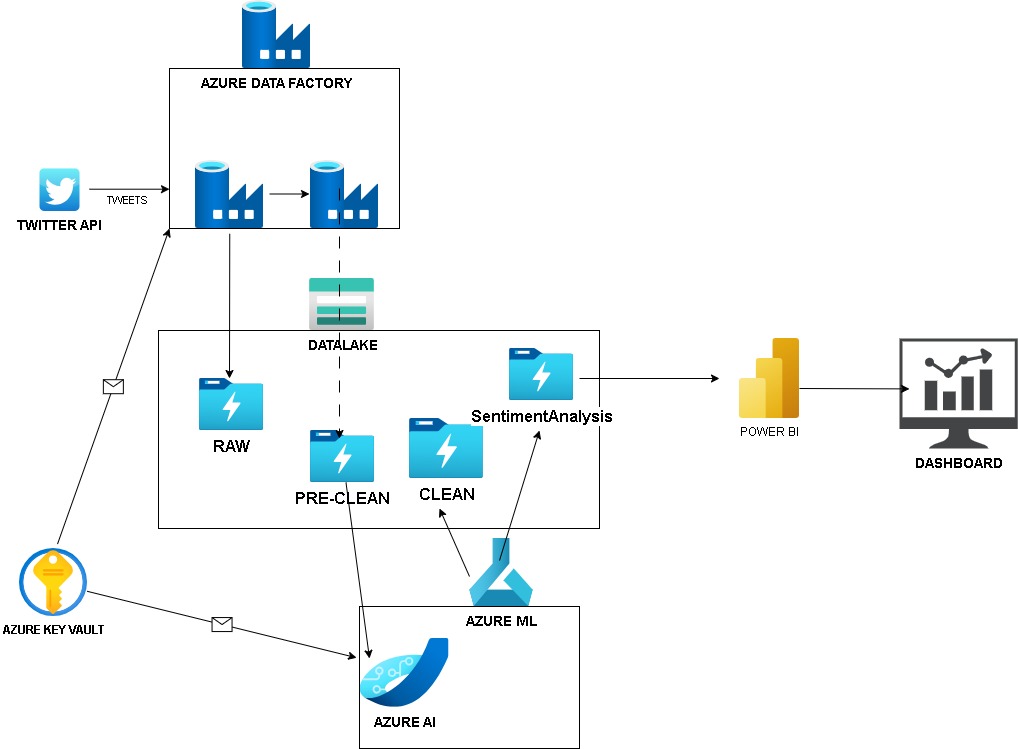 AZURE DATA FACTORY
TWEETS
TWITTER API
DATALAKE
SentimentAnalysis
RAW
PRE-CLEAN
CLEAN
POWER BI
DASHBOARD
AZURE KEY VAULT
AZURE ML
AZURE AI